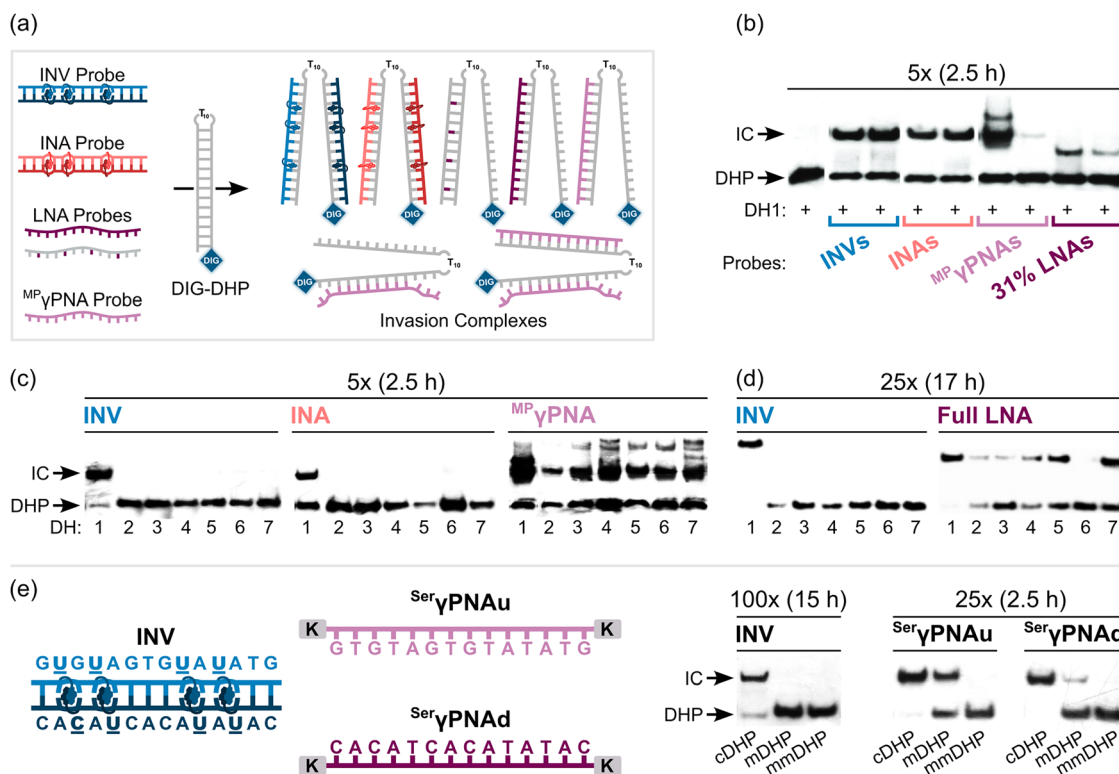 (a)
INV Probe
INA Probe
LNA Probes
MPγPNA Probe
T10
DIG
DIG-DHP
T10
T10
T10
T10
T10
DIG
DIG
DIG
DIG
DIG
T10
T10
DIG
DIG
Invasion Complexes
(b)
5x (2.5 h)
IC
DHP
DH1: + + + + + + + + +
Probes: INVs INAs MPγPNAs 31% LNAs
(c)
5x (2.5 h)
INV INA MPγPNA
IC
DHP
DH: 1 2 3 4 5 6 7 1 2 3 4 5 6 7 1 2 3 4 5 6 7
(d)
25x (17 h)
INV Full LNA
1 2 3 4 5 6 7 1 2 3 4 5 6 7
(e)
INV
GUGUAGTGUAUATG
CACAUCACAUAUAC
SerγPNAu
K K
GTGTAGTGTATATG
SerγPNAd
CACATCACATATAC
K K
100x (15 h) 25x (2.5 h)
INV SerγPNAu SerγPNAd
IC
DHP
cDHP mDHP mmDHP cDHP mDHP mmDHP cDHP mDHP mmDHP